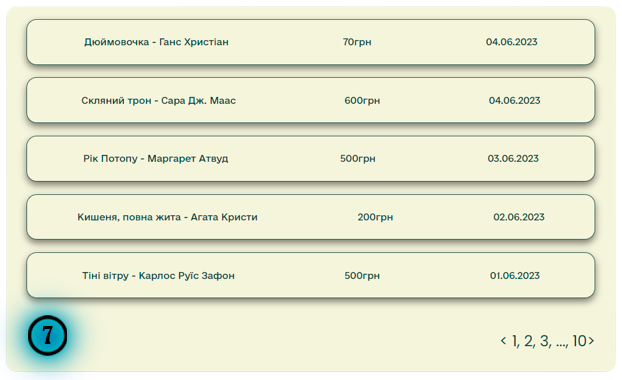 Дюймовочка - Ганс Христіан 70грн 04.06.2023
Скляний трон - Сара Дж. Маас 600грн 04.06.2023
Рік Потопу - Маргарет Атвуд 500грн 03.06.2023
Кишеня, повна жита - Агата Кристи 200грн 02.06.2023
Тіні вітру - Карлос Руїс Зафон 500грн 01.06.2023
7
< 1, 2, 3, ..., 10>